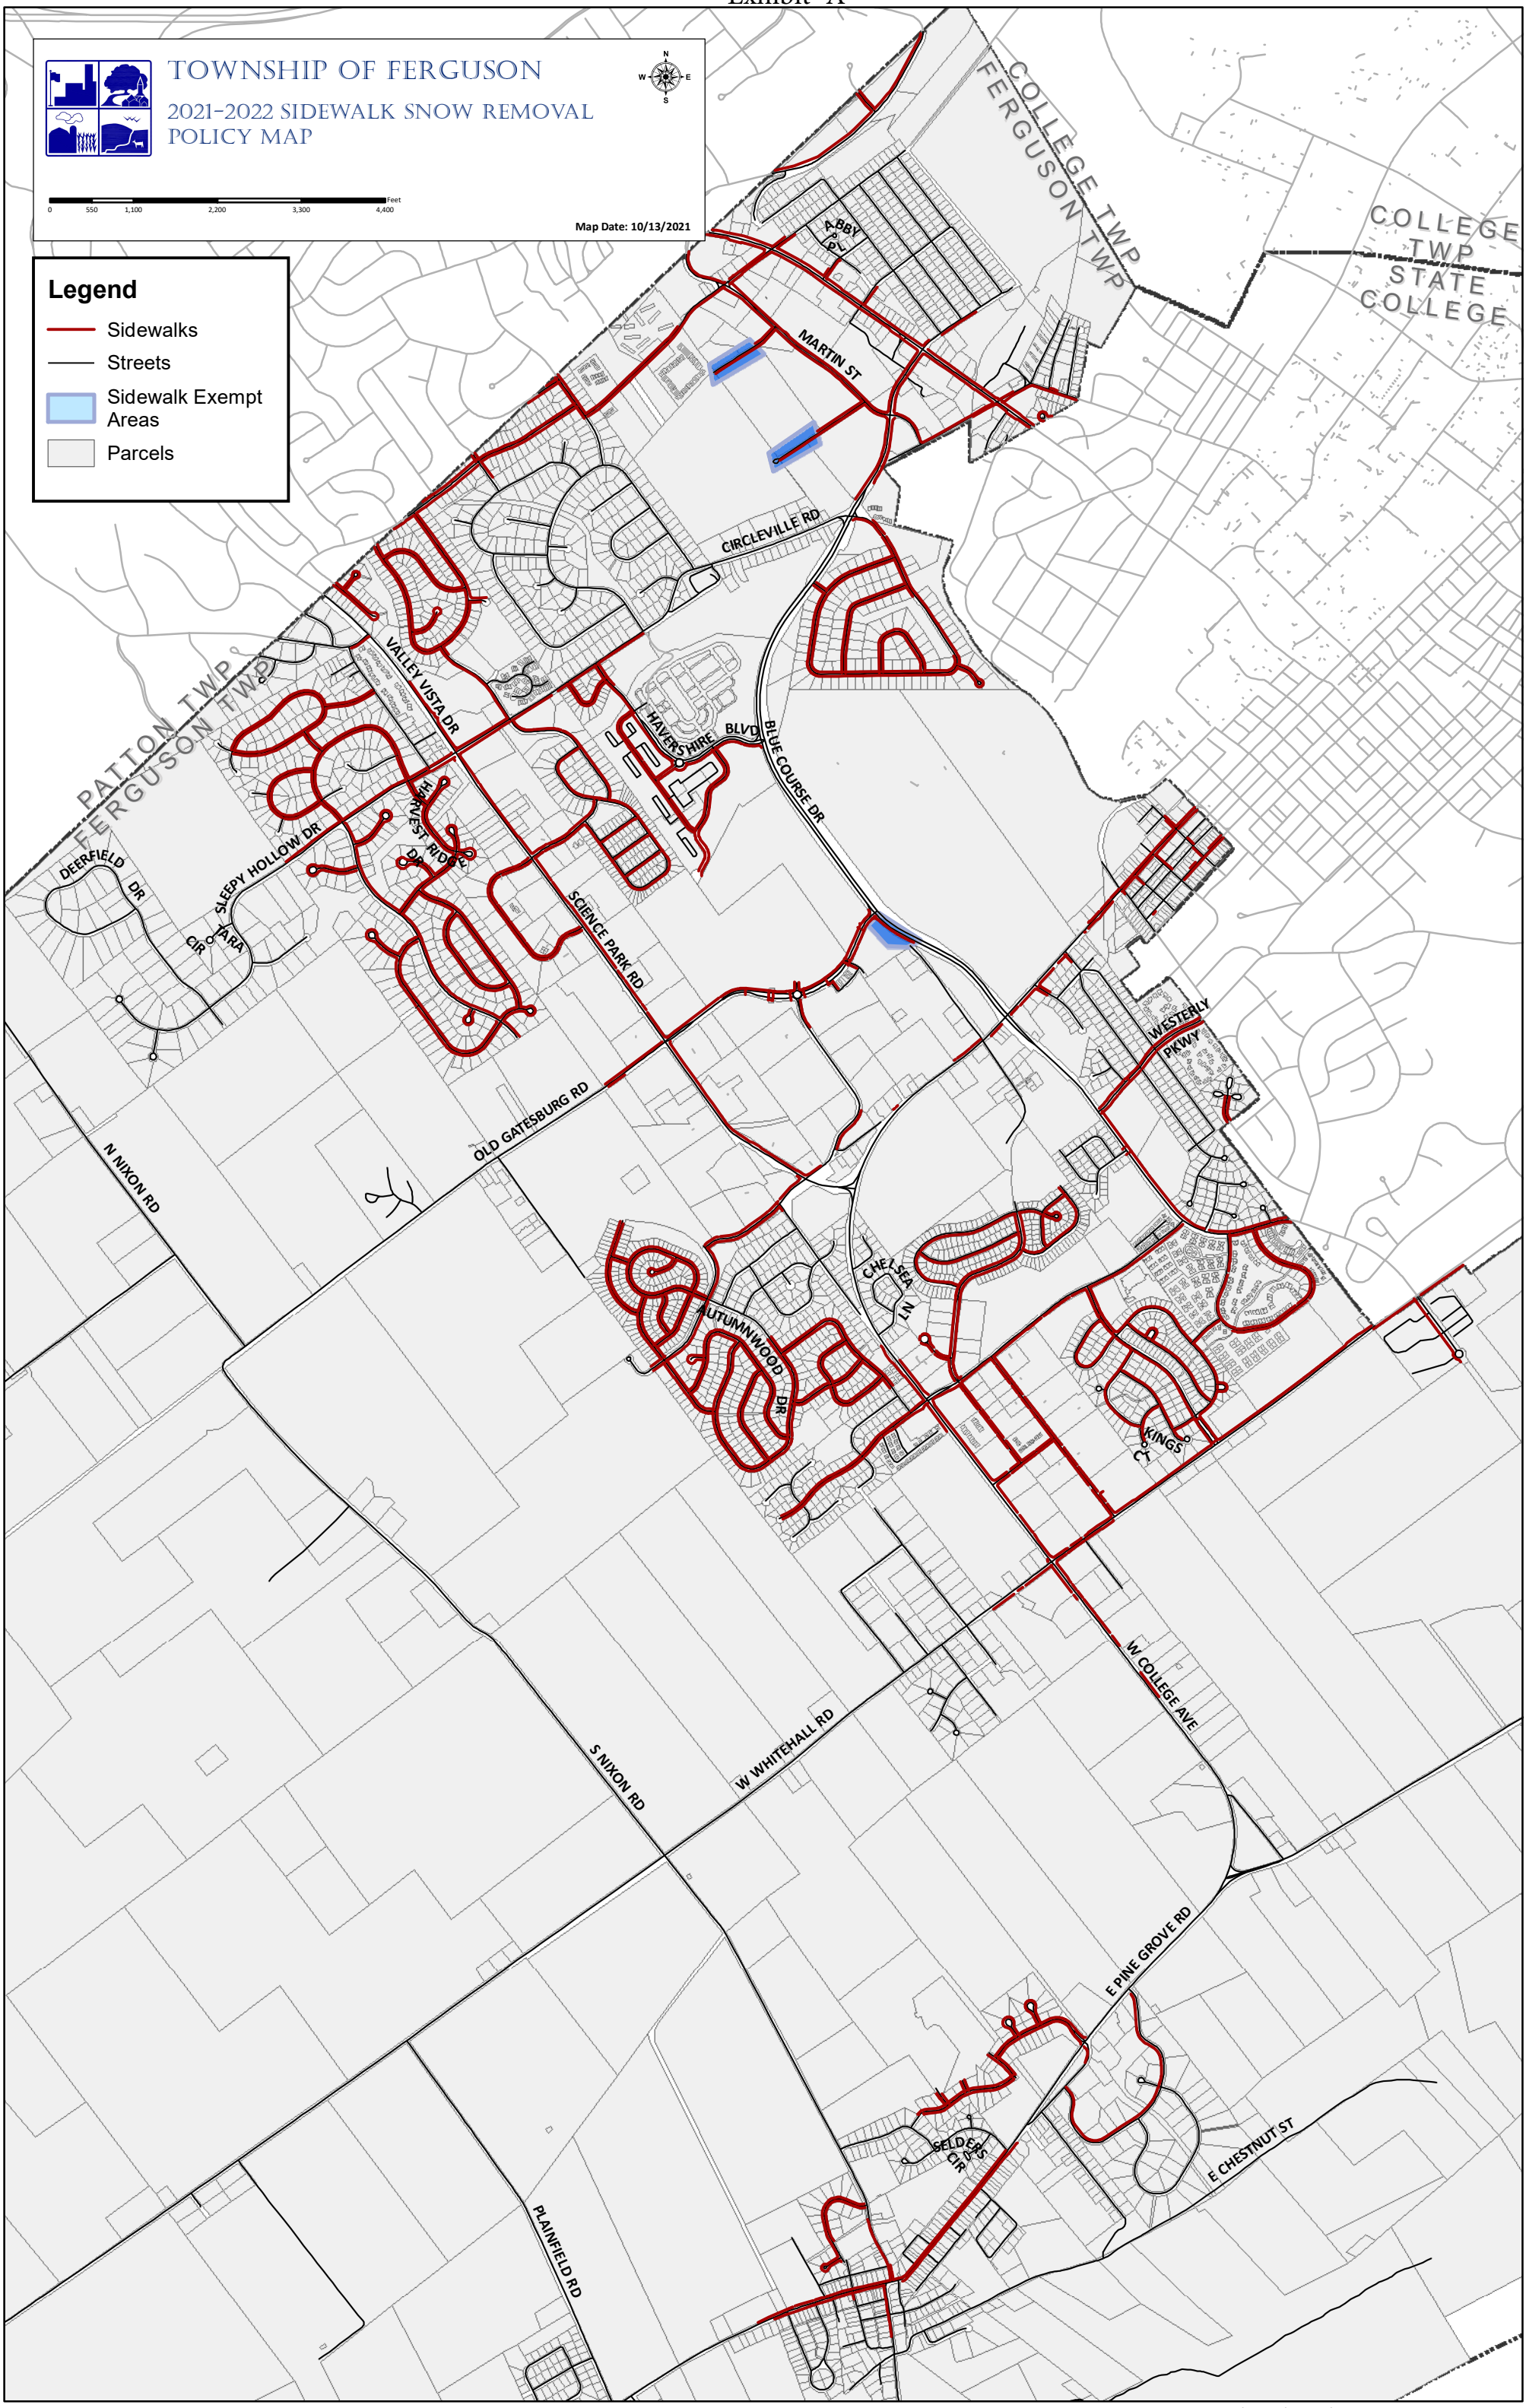 Exhibit "A"
TOWNSHIP OF FERGUSON
2021-2022 SIDEWALK SNOW REMOVAL
POLICY MAP
N
W E
S
Feet
0 550 1,100 2,200 3,300 4,400
Map Date: 10/13/2021
Legend
Sidewalks
Streets
Sidewalk Exempt
Areas
Parcels
COLLEGE TWP
FERGUSON TWP
COLLEGE
TWP
STATE
COLLEGE
ABBY
PL
MARTIN ST
CIRCLEVILLE RD
VALLEY VISTA DR
PATTON TWP
FERGUSON TWP
HAVERSHIRE BLVD
BLUE COURSE DR
HARVEST RIDGE
DR
SLEEPY HOLLOW DR
DEERFIELD
DR
TARA
CIR
SCIENCE PARK RD
WESTERLY
PKWY
OLD GATESBURG RD
N NIXON RD
CHELSEA
LN
AUTUMNWOOD
DR
KINGS
CT
W COLLEGE AVE
S NIXON RD
W WHITEHALL RD
E PINE GROVE RD
SELDERS
CIR
E CHESTNUT ST
PLAINFIELD RD